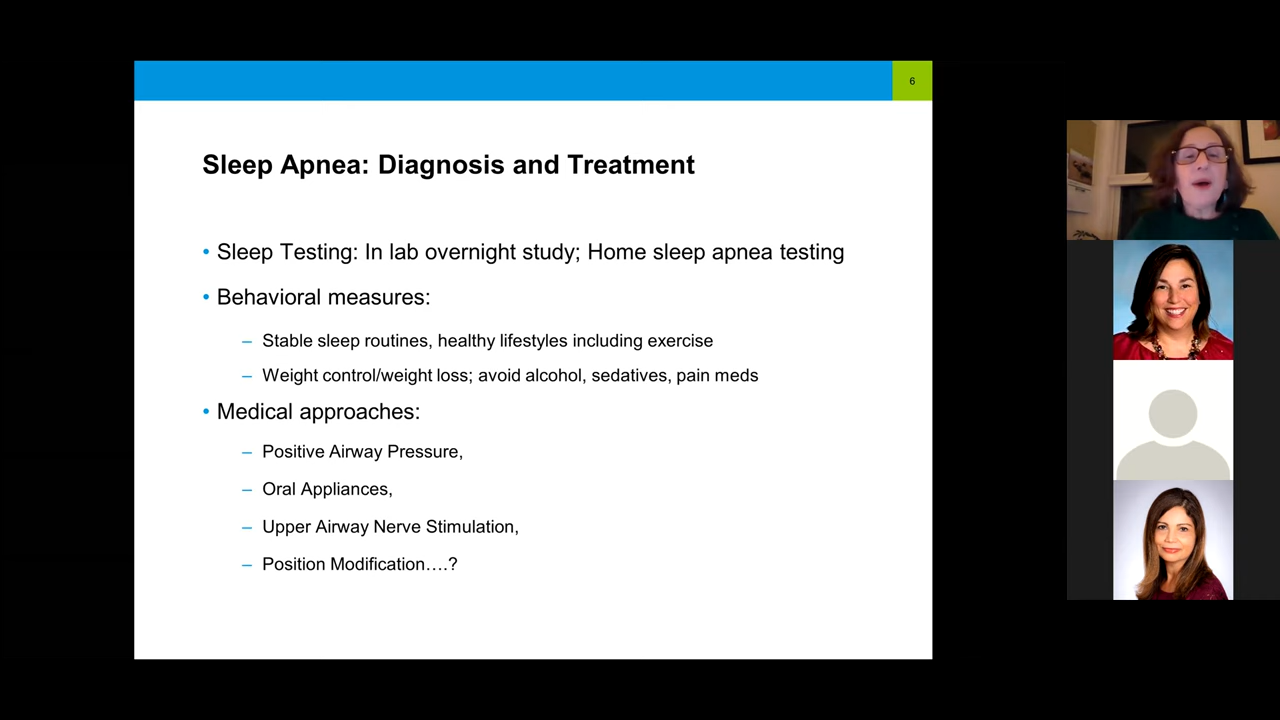 6
Sleep Apnea: Diagnosis and Treatment
• Sleep Testing: In lab overnight study; Home sleep apnea testing
• Behavioral measures:
– Stable sleep routines, healthy lifestyles including exercise
– Weight control/weight loss; avoid alcohol, sedatives, pain meds
• Medical approaches:
– Positive Airway Pressure,
– Oral Appliances,
– Upper Airway Nerve Stimulation,
– Position Modification….?